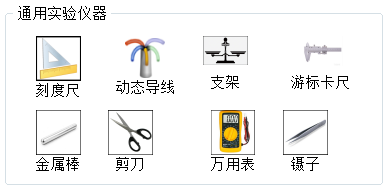 通用实验仪器
刻度尺 动态导线 支架 游标卡尺
金属棒 剪刀 万用表 镊子